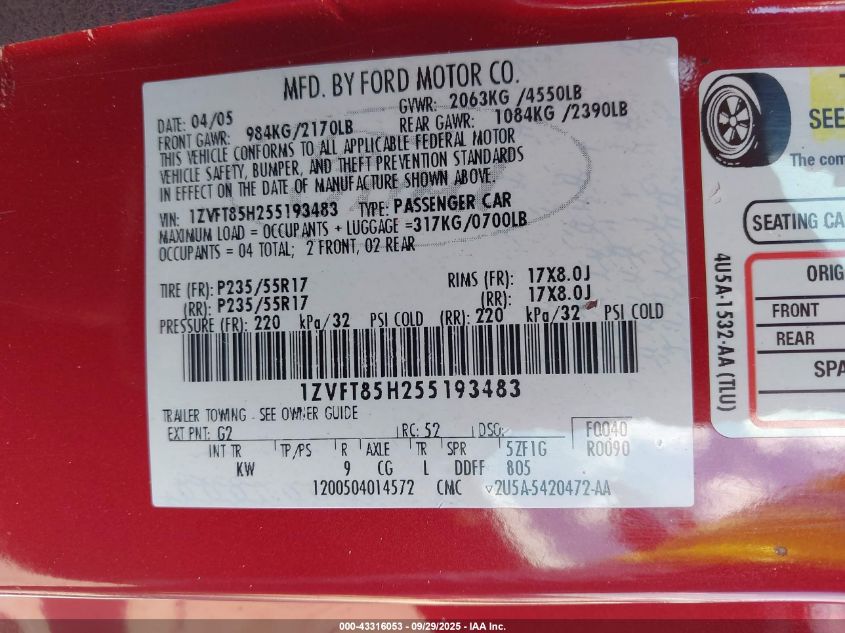 MFD. BY FORD MOTOR CO.
DATE: 04/05 GVWR: 2063KG /4550LB
FRONT GAWR: 984KG/2170LB REAR GAWR: 1084KG /2390LB
THIS VEHICLE CONFORMS TO ALL APPLICABLE FEDERAL MOTOR
VEHICLE SAFETY, BUMPER, AND THEFT PREVENTION STANDARDS
IN EFFECT ON THE DATE OF MANUFACTURE SHOWN ABOVE.
VIN: 1ZVFT85H255193483 TYPE: PASSENGER CAR
MAXIMUM LOAD = OCCUPANTS + LUGGAGE =317KG/0700LB
OCCUPANTS = 04 TOTAL; 2 FRONT, 02 REAR
TIRE (FR): P235/55R17 RIMS (FR): 17X8.0J
(RR): P235/55R17 (RR): 17X8.0J
PRESSURE (FR): 220 kPa/32 PSI COLD (RR): 220 kPa/32 PSI COLD
1ZVFT85H255193483
TRAILER TOWING - SEE OWNER GUIDE
EXT PNT: G2 RC: 52 DSO: F0040
INT TR TP/PS R AXLE TR SPR 5ZF1G R0090
KW 9 CG L DDFF 805
1200504014572 CMC ▽2U5A-5420472-AA
SEE
The com
SEATING CA
4U5A-1532-AA (TLU)
ORIG
FRONT
REAR
SPA
000-43316053 - 09/29/2025 - IAA Inc.